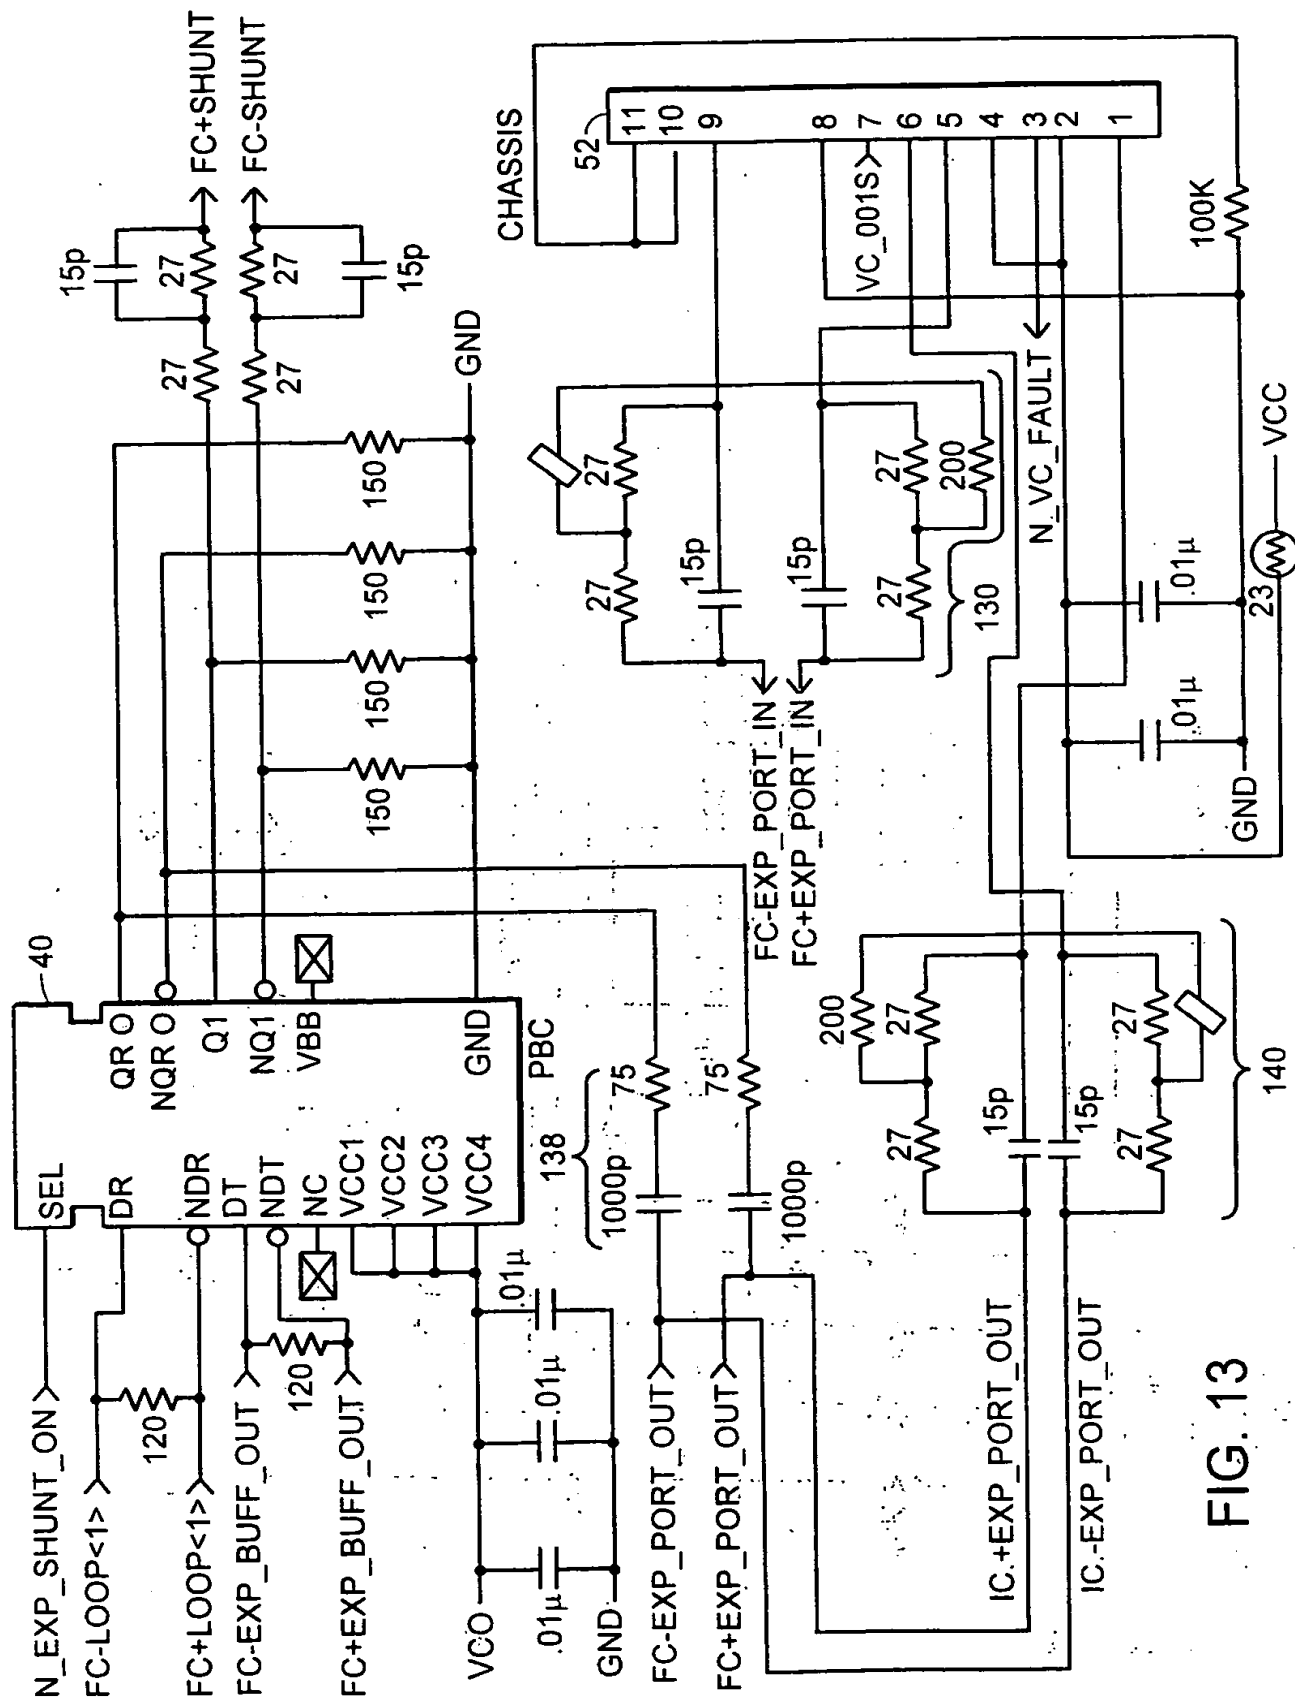 N_EXP_SHUNT_ON
FC-LOOP<1>
120
FC+LOOP<1>
FC-EXP_BUFF_OUT
120
FC+EXP_BUFF_OUT
SEL
DR
NDR
DT
NDT
NC
VCC1
VCC2
VCC3
VCC4
40
QR O
NQR O
Q1
NQ1
VBB
GND
PBC
15p
27
27
FC+SHUNT
27
27
FC-SHUNT
15p
150
150
150
150
GND
VCO
.01µ
.01µ
.01µ
GND
138
1000p
75
1000p
75
FC-EXP_PORT_OUT
FC+EXP_PORT_OUT
IC.+EXP_PORT_OUT
IC.-EXP_PORT_OUT
200
27
27
15p
15p
27
27
140
FC-EXP_PORT_IN
FC+EXP_PORT_IN
27
27
15p
15p
27
27
200
130
CHASSIS
52
11
10
9
8
7
6
5
4
3
2
1
VC_001S
N_VC_FAULT
100K
.01µ
.01µ
GND
23
VCC
FIG. 13